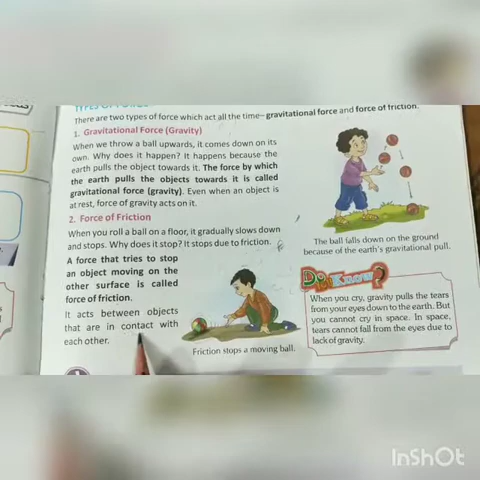 TYPES OF FORCE
There are two types of force which act all the time– gravitational force and force of friction.
1. Gravitational Force (Gravity)
When we throw a ball upwards, it comes down on its
own. Why does it happen? It happens because the
earth pulls the object towards it. The force by which
the earth pulls the objects towards it is called
gravitational force (gravity). Even when an object is
at rest, force of gravity acts on it.
2. Force of Friction
When you roll a ball on a floor, it gradually slows down
and stops. Why does it stop? It stops due to friction.
A force that tries to stop
an object moving on the
other surface is called
force of friction.
It acts between objects
that are in contact with
each other.
Friction stops a moving ball.
The ball falls down on the ground
because of the earth's gravitational pull.
Do You Know?
When you cry, gravity pulls the tears
from your eyes down to the earth. But
you cannot cry in space. In space,
tears cannot fall from the eyes due to
lack of gravity.
InShOt